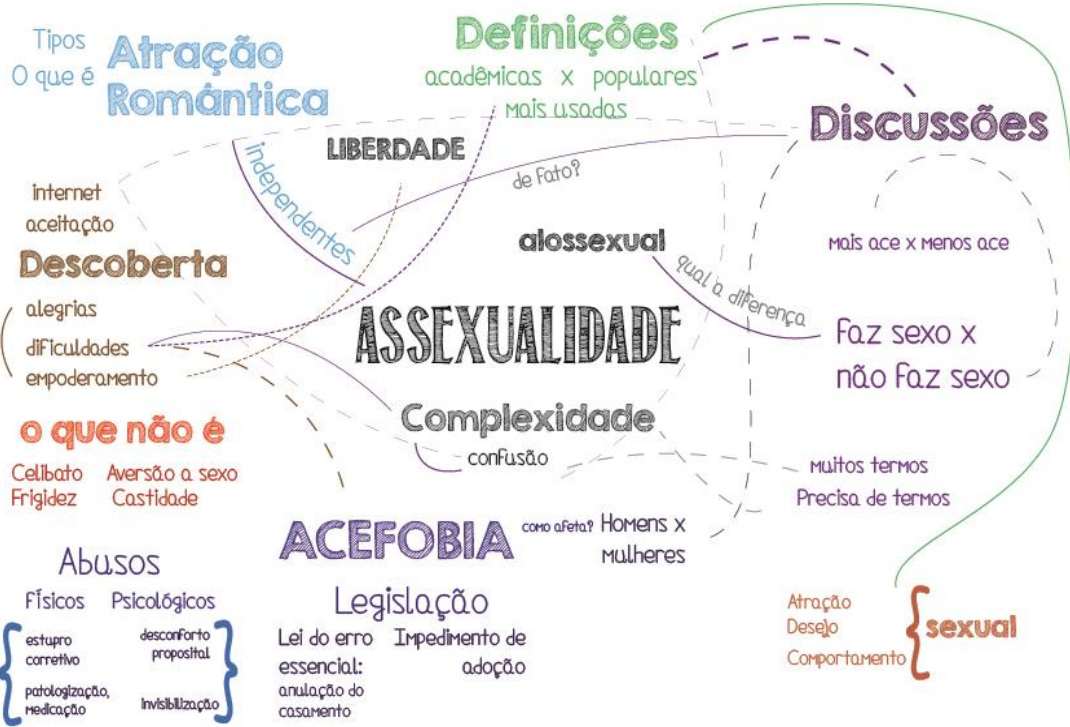 Tipos
O que é
Atração
Romântica
Definições
acadêmicas x populares
mais usadas
Discussões
LIBERDADE
independentes
de fato?
internet
aceitação
Descoberta
alegrias
dificuldades
empoderamento
alossexual
qual a diferença
mais ace x menos ace
faz sexo x
não faz sexo
ASSEXUALIDADE
Complexidade
confusão
o que não é
Celibato
Aversão a sexo
Frigidez
Castidade
muitos termos
Precisa de termos
ACEFOBIA
como afeta?
Homens x
mulheres
Abusos
Físicos
Psicológicos
estupro
corretivo
patologização,
medicação
desconforto
proposital
invisibilização
Legislação
Lei do erro
essencial:
anulação do
casamento
Impedimento de
adoção
Atração
Desejo
Comportamento
sexual